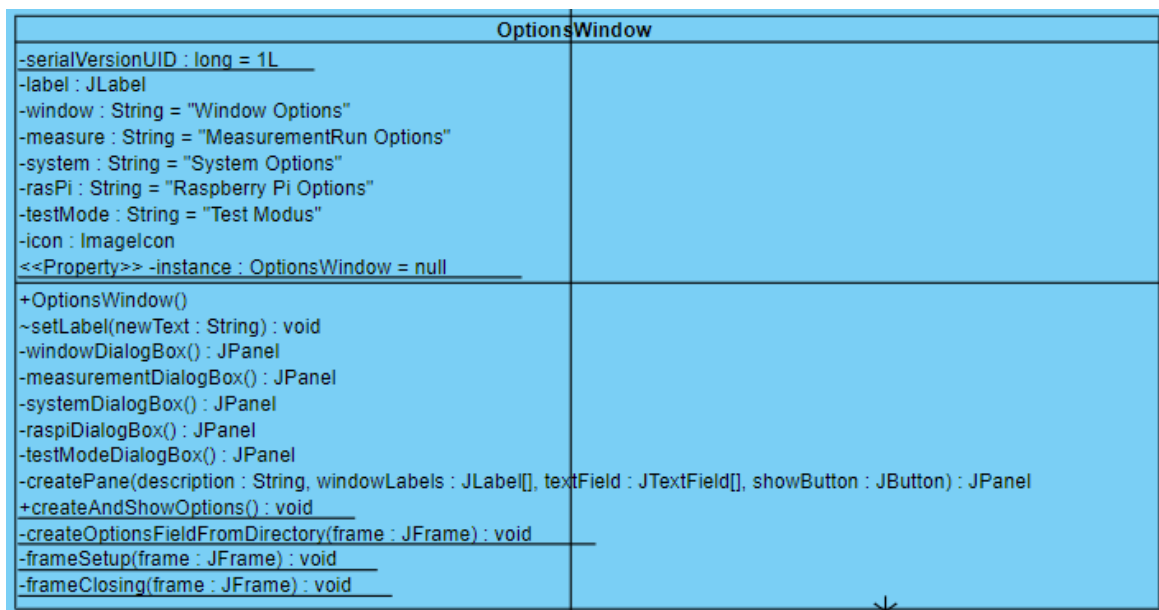 OptionsWindow
-serialVersionUID : long = 1L
-label : JLabel
-window : String = "Window Options"
-measure : String = "MeasurementRun Options"
-system : String = "System Options"
-rasPi : String = "Raspberry Pi Options"
-testMode : String = "Test Modus"
-icon : ImageIcon
<<Property>> -instance : OptionsWindow = null
+OptionsWindow()
~setLabel(newText : String) : void
-windowDialogBox() : JPanel
-measurementDialogBox() : JPanel
-systemDialogBox() : JPanel
-raspiDialogBox() : JPanel
-testModeDialogBox() : JPanel
-createPane(description : String, windowLabels : JLabel[], textField : JTextField[], showButton : JButton) : JPanel
+createAndShowOptions() : void
-createOptionsFieldFromDirectory(frame : JFrame) : void
-frameSetup(frame : JFrame) : void
-frameClosing(frame : JFrame) : void